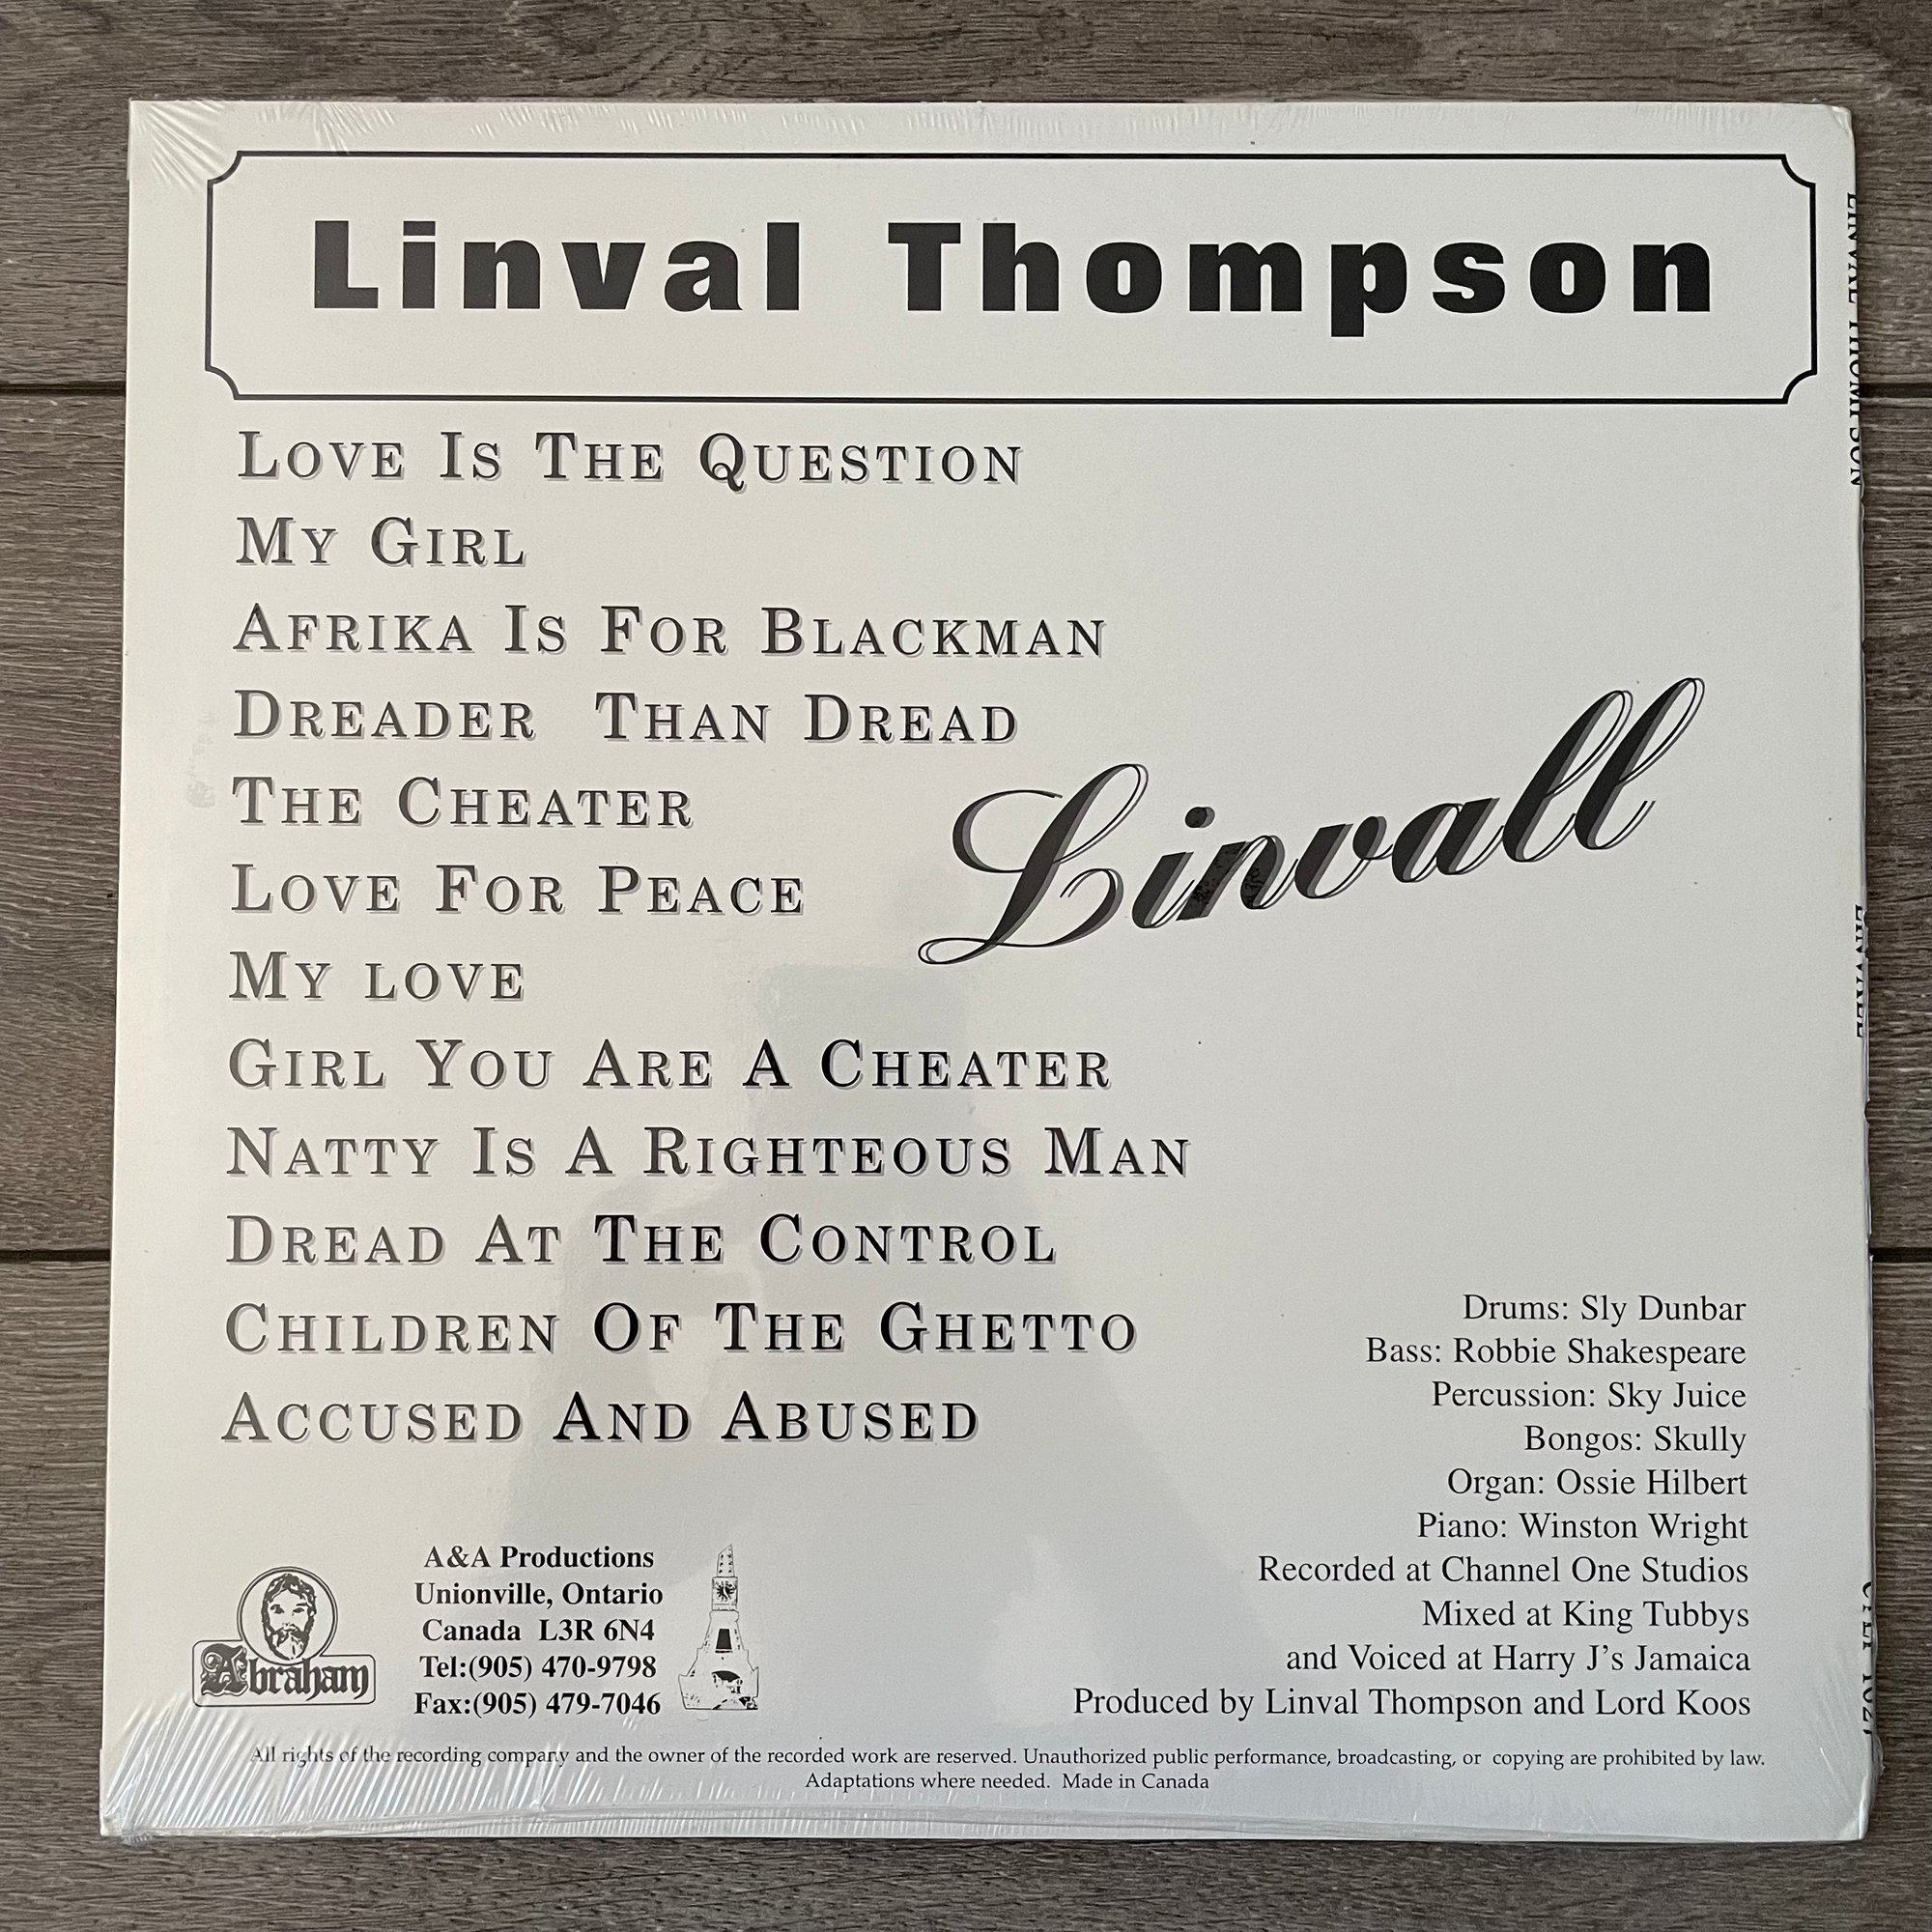 Linval Thompson
LOVE IS THE QUESTION
MY GIRL
AFRIKA IS FOR BLACKMAN
DREADER THAN DREAD
THE CHEATER
LOVE FOR PEACE
MY LOVE
GIRL YOU ARE A CHEATER
NATTY IS A RIGHTEOUS MAN
DREAD AT THE CONTROL
CHILDREN OF THE GHETTO
ACCUSED AND ABUSED
Linvall
Drums: Sly Dunbar
Bass: Robbie Shakespeare
Percussion: Sky Juice
Bongos: Skully
Organ: Ossie Hilbert
Piano: Winston Wright
Recorded at Channel One Studios
Mixed at King Tubbys
and Voiced at Harry J's Jamaica
Produced by Linval Thompson and Lord Koos
Abraham
A&A Productions
Unionville, Ontario
Canada L3R 6N4
Tel:(905) 470-9798
Fax:(905) 479-7046
All rights of the recording company and the owner of the recorded work are reserved. Unauthorized public performance, broadcasting, or copying are prohibited by law.
Adaptations where needed. Made in Canada
LINVAL THOMPSON